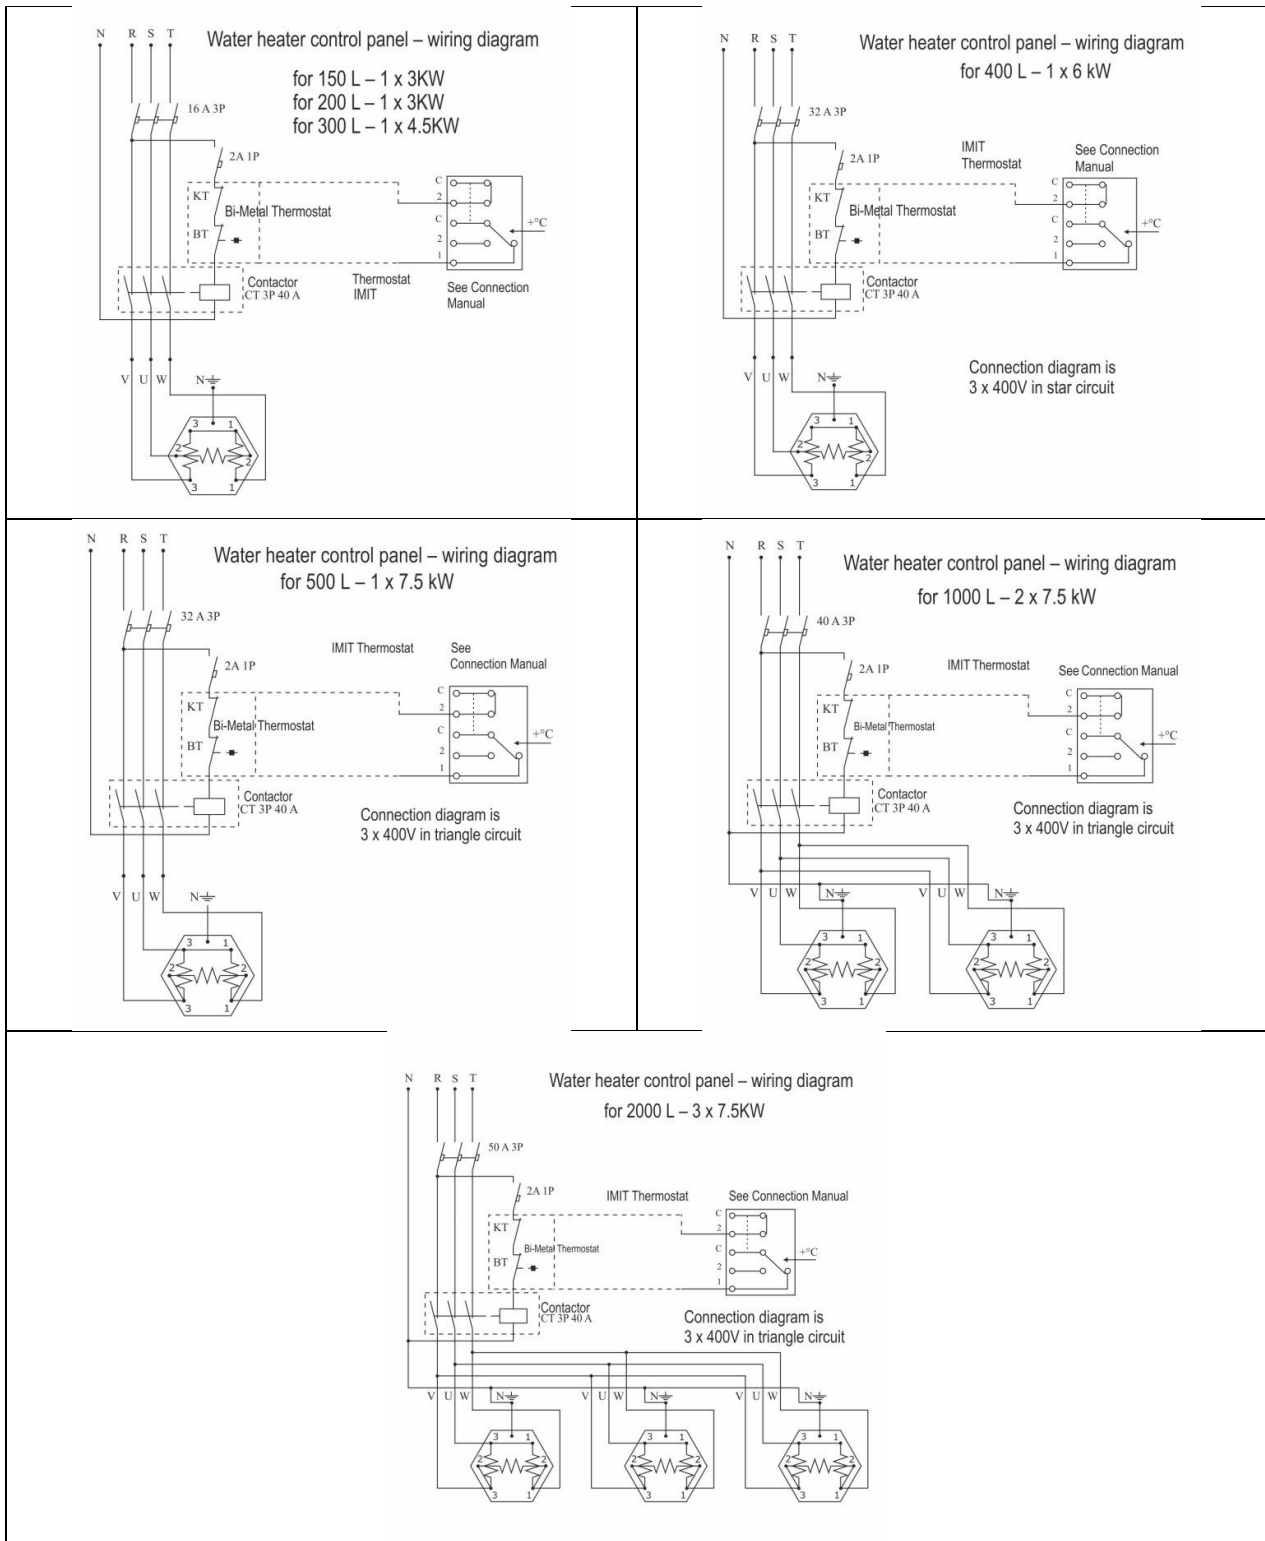 N R S T
Water heater control panel – wiring diagram
for 150 L – 1 x 3KW
for 200 L – 1 x 3KW
for 300 L – 1 x 4.5KW
16 A 3P
2A 1P
KT
Bi-Metal Thermostat
BT
C
2
C
2
1
+°C
Contactor
CT 3P 40 A
Thermostat
IMIT
See Connection
Manual
V U W N
3 1
2 2
3 1
N R S T
Water heater control panel – wiring diagram
for 400 L – 1 x 6 kW
32 A 3P
2A 1P
IMIT
Thermostat
See Connection
Manual
KT
Bi-Metal Thermostat
BT
C
2
C
2
1
+°C
Contactor
CT 3P 40 A
Connection diagram is
3 x 400V in star circuit
V U W N
3 1
2 2
3 1
N R S T
Water heater control panel – wiring diagram
for 500 L – 1 x 7.5 kW
32 A 3P
2A 1P
IMIT Thermostat
See
Connection Manual
KT
Bi-Metal Thermostat
BT
C
2
C
2
1
+°C
Contactor
CT 3P 40 A
Connection diagram is
3 x 400V in triangle circuit
V U W N
3 1
2 2
3 1
N R S T
Water heater control panel – wiring diagram
for 1000 L – 2 x 7.5 kW
40 A 3P
2A 1P
IMIT Thermostat
See Connection Manual
KT
Bi-Metal Thermostat
BT
C
2
C
2
1
+°C
Contactor
CT 3P 40 A
Connection diagram is
3 x 400V in triangle circuit
V U W N V U W N
3 1 3 1
2 2 2 2
3 1 3 1
N R S T
Water heater control panel – wiring diagram
for 2000 L – 3 x 7.5KW
50 A 3P
2A 1P
IMIT Thermostat
See Connection Manual
KT
Bi-Metal Thermostat
BT
C
2
C
2
1
+°C
Contactor
CT 3P 40 A
Connection diagram is
3 x 400V in triangle circuit
V U W N V U W N V U W N
3 1 3 1 3 1
2 2 2 2 2 2
3 1 3 1 3 1